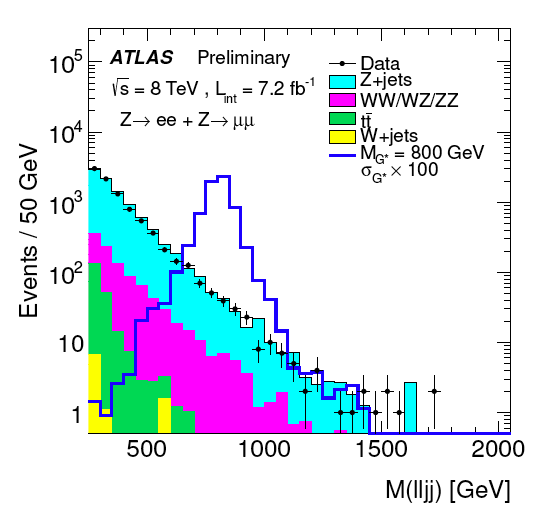 ATLAS Preliminary
√s = 8 TeV , L_int = 7.2 fb⁻¹
Z→ ee + Z→ μμ
Data
Z+jets
WW/WZ/ZZ
tt̄
W+jets
M_G* = 800 GeV
σ_G* × 100
Events / 50 GeV
10⁵
10⁴
10³
10²
10
1
500 1000 1500 2000
M(lljj) [GeV]